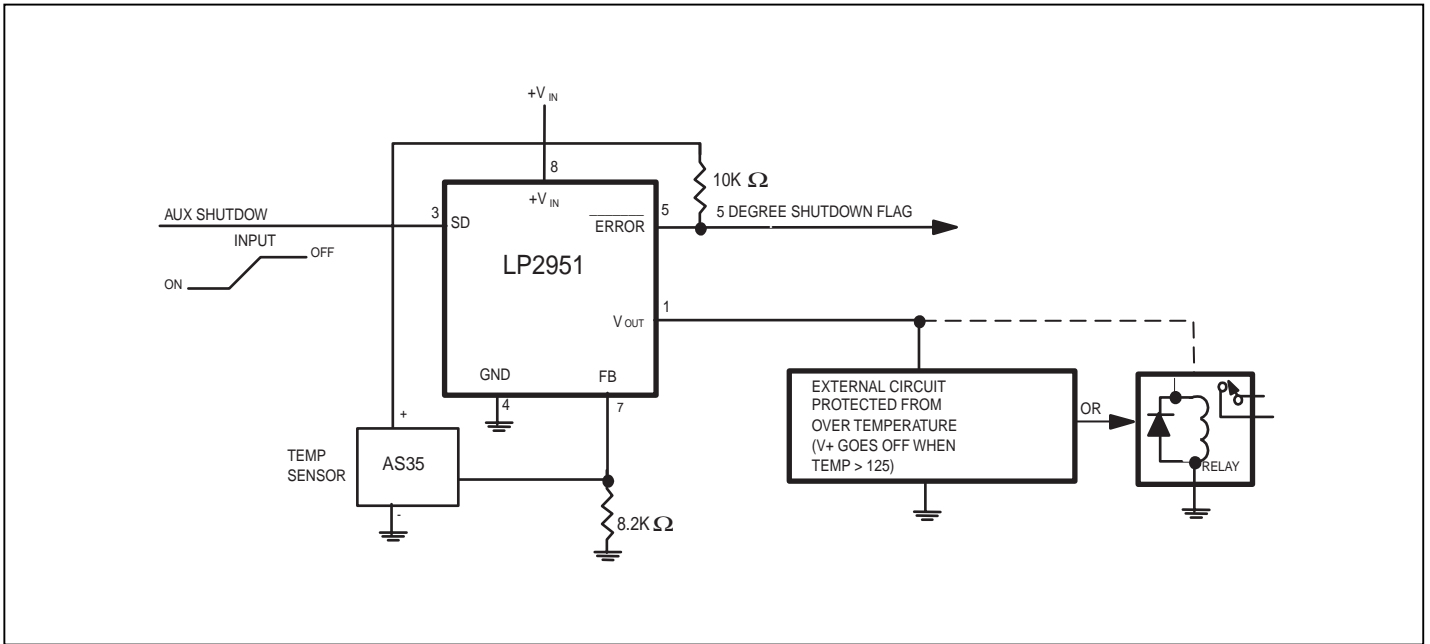 +V IN
8
+V IN
10K Ω
AUX SHUTDOW
3
SD
5
ERROR
5 DEGREE SHUTDOWN FLAG
INPUT
OFF
ON
LP2951
1
V OUT
GND
FB
4
7
EXTERNAL CIRCUIT
PROTECTED FROM
OVER TEMPERATURE
(V+ GOES OFF WHEN
TEMP > 125)
OR
RELAY
+
TEMP
SENSOR
AS35
-
8.2K Ω